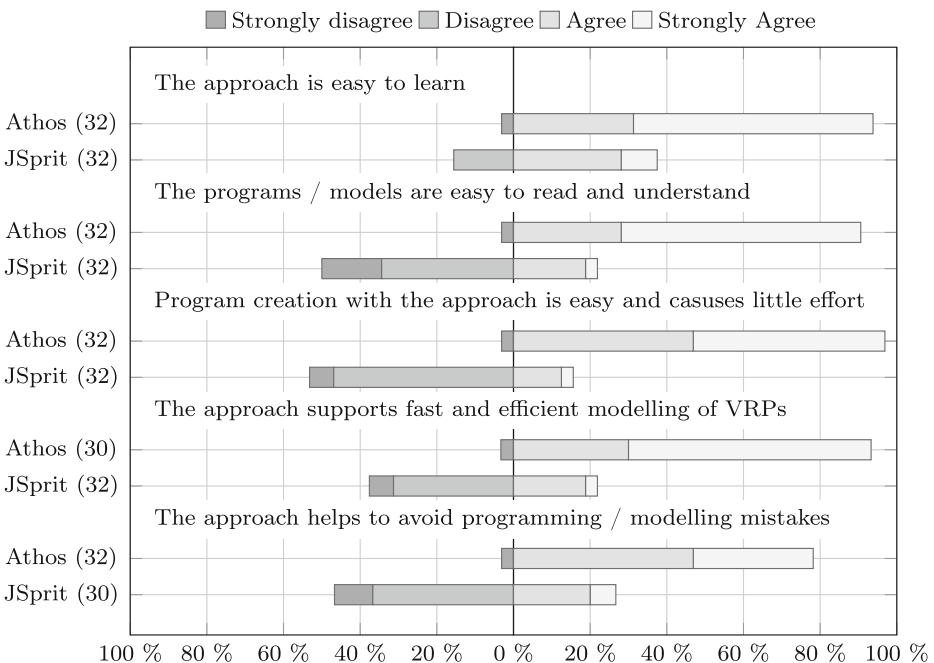 Strongly disagree Disagree Agree Strongly Agree
The approach is easy to learn
Athos (32)
JSprit (32)
The programs / models are easy to read and understand
Athos (32)
JSprit (32)
Program creation with the approach is easy and casuses little effort
Athos (32)
JSprit (32)
The approach supports fast and efficient modelling of VRPs
Athos (30)
JSprit (32)
The approach helps to avoid programming / modelling mistakes
Athos (32)
JSprit (30)
100 % 80 % 60 % 40 % 20 % 0 % 20 % 40 % 60 % 80 % 100 %